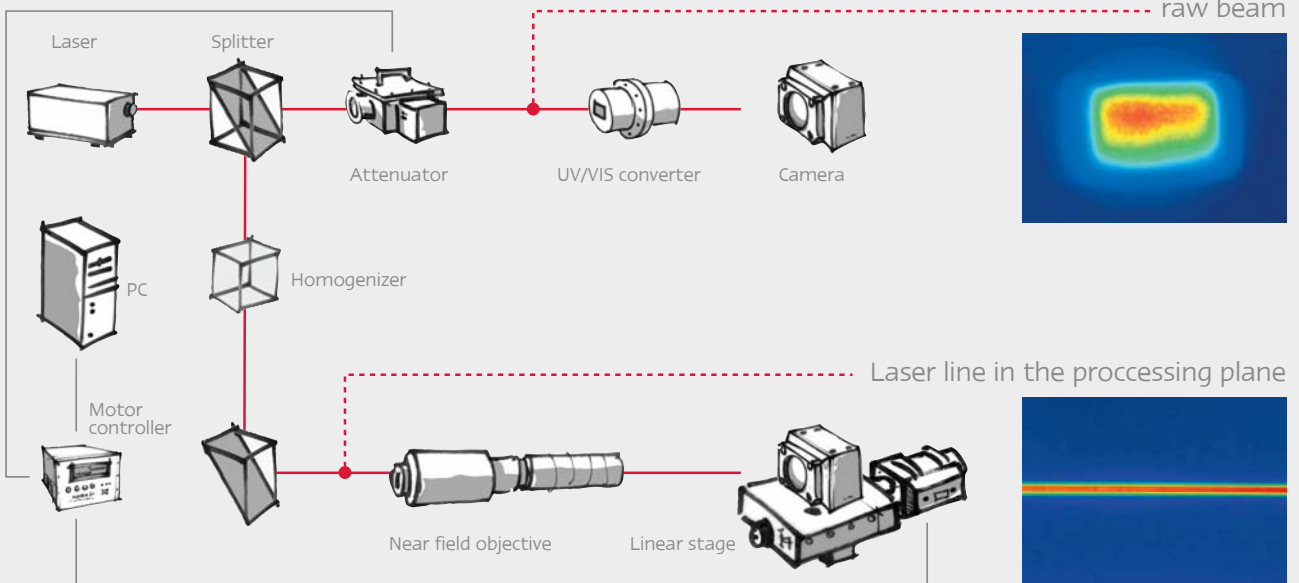 raw beam
Laser
Splitter
Attenuator
UV/VIS converter
Camera
PC
Homogenizer
Laser line in the proccessing plane
Motor
controller
Near field objective
Linear stage